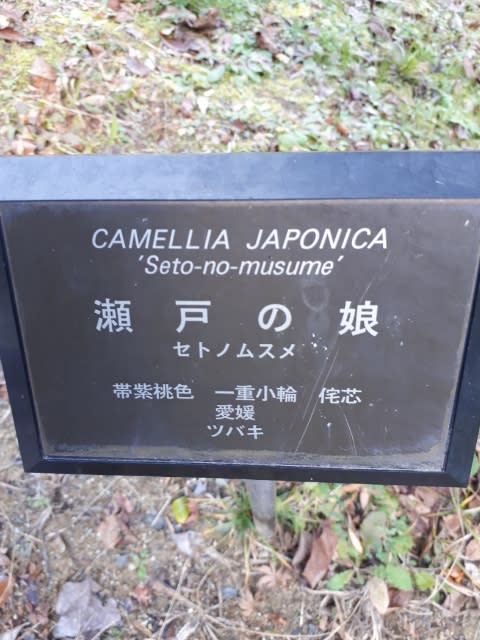 CAMELLIA JAPONICA
'Seto-no-musume'
瀬戸の娘
セトノムスメ
帯紫桃色 一重小輪 侘芯
愛媛
ツバキ